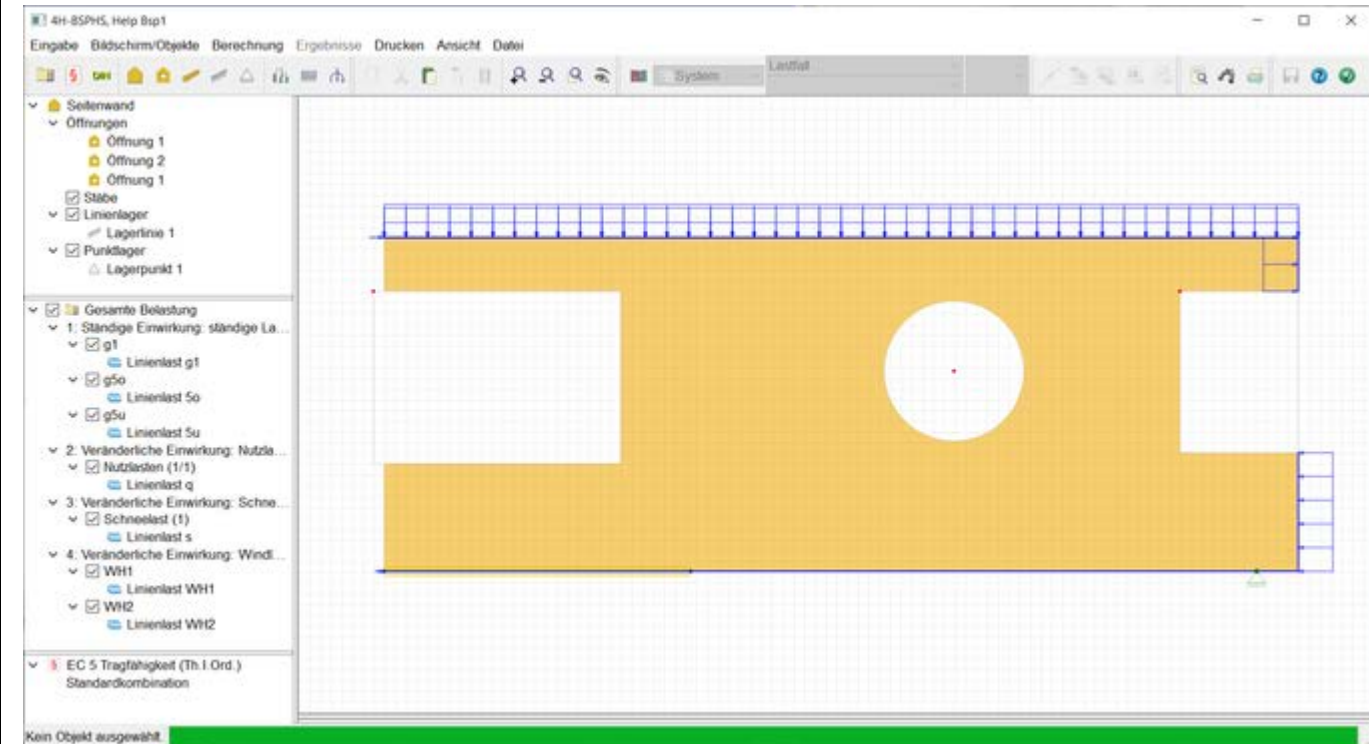 4H-BSPHS, Help Bsp1
Eingabe Bildschirm/Objekte Berechnung Ergebnisse Drucken Ansicht Datei
System Lastfall
Seitenwand
Öffnungen
Öffnung 1
Öffnung 2
Öffnung 1
Stäbe
Linienlager
Lagerlinie 1
Punktlager
Lagerpunkt 1
Gesamte Belastung
1: Ständige Einwirkung: ständige La...
g1
Linienlast g1
g5o
Linienlast 5o
g5u
Linienlast 5u
2: Veränderliche Einwirkung: Nutzla...
Nutzlasten (1/1)
Linienlast q
3: Veränderliche Einwirkung: Schne...
Schneelast (1)
Linienlast s
4: Veränderliche Einwirkung: Windl...
WH1
Linienlast WH1
WH2
Linienlast WH2
§ EC 5 Tragfähigkeit (Th.I.Ord.)
Standardkombination
Kein Objekt ausgewählt.